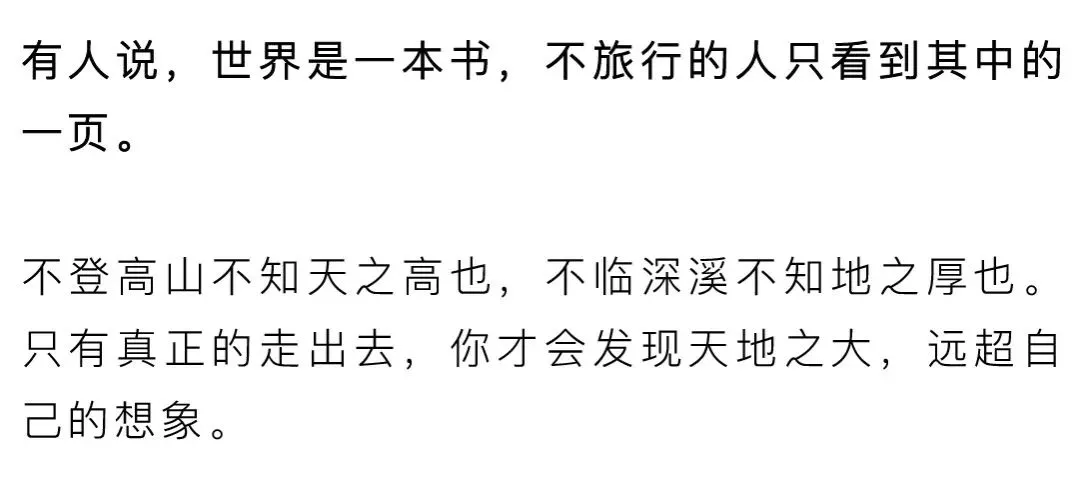 有人说，世界是一本书，不旅行的人只看到其中的
一页。
不登高山不知天之高也，不临深溪不知地之厚也。
只有真正的走出去，你才会发现天地之大，远超自
己的想象。